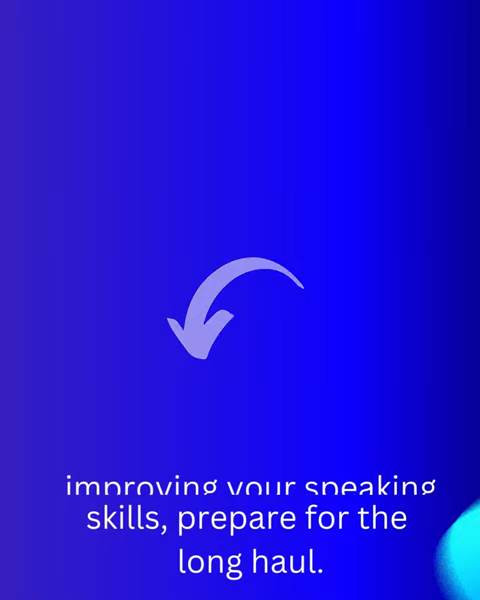 improving your speaking
skills, prepare for the
long haul.